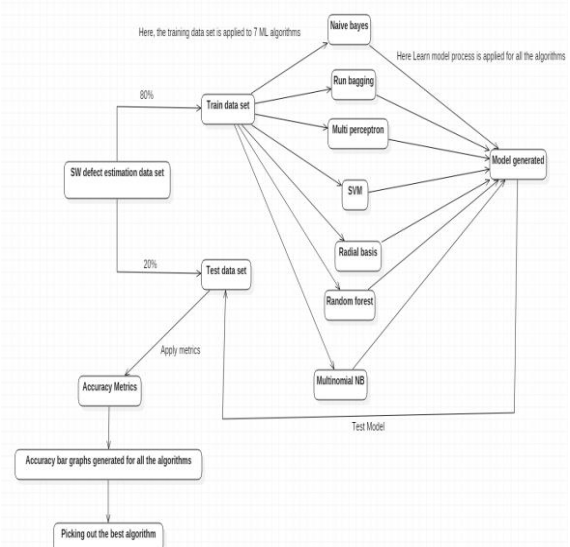 Naive bayes
Here, the training data set is applied to 7 ML algorithms
Here Learn model process is applied for all the algorithms
Run bagging
80%
Train data set
Multi perceptron
Model generated
SW defect estimation data set
SVM
Radial basis
20%
Test data set
Random forest
Apply metrics
Multinomial NB
Accuracy Metrics
Test Model
Accuracy bar graphs generated for all the algorithms
Picking out the best algorithm